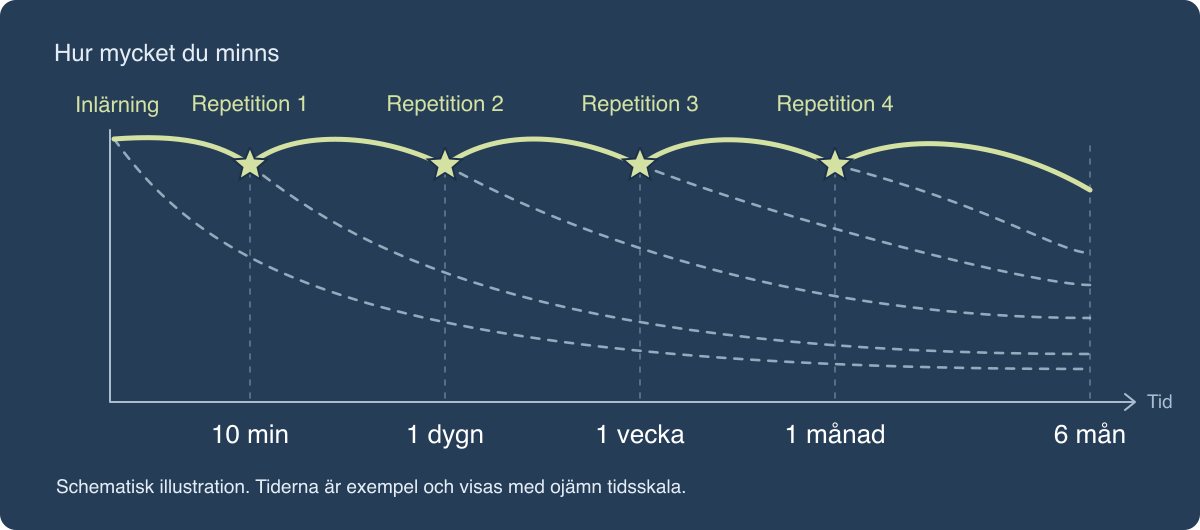 Hur mycket du minns
Inlärning Repetition 1 Repetition 2 Repetition 3 Repetition 4
Tid
10 min 1 dygn 1 vecka 1 månad 6 mån
Schematisk illustration. Tiderna är exempel och visas med ojämn tidsskala.